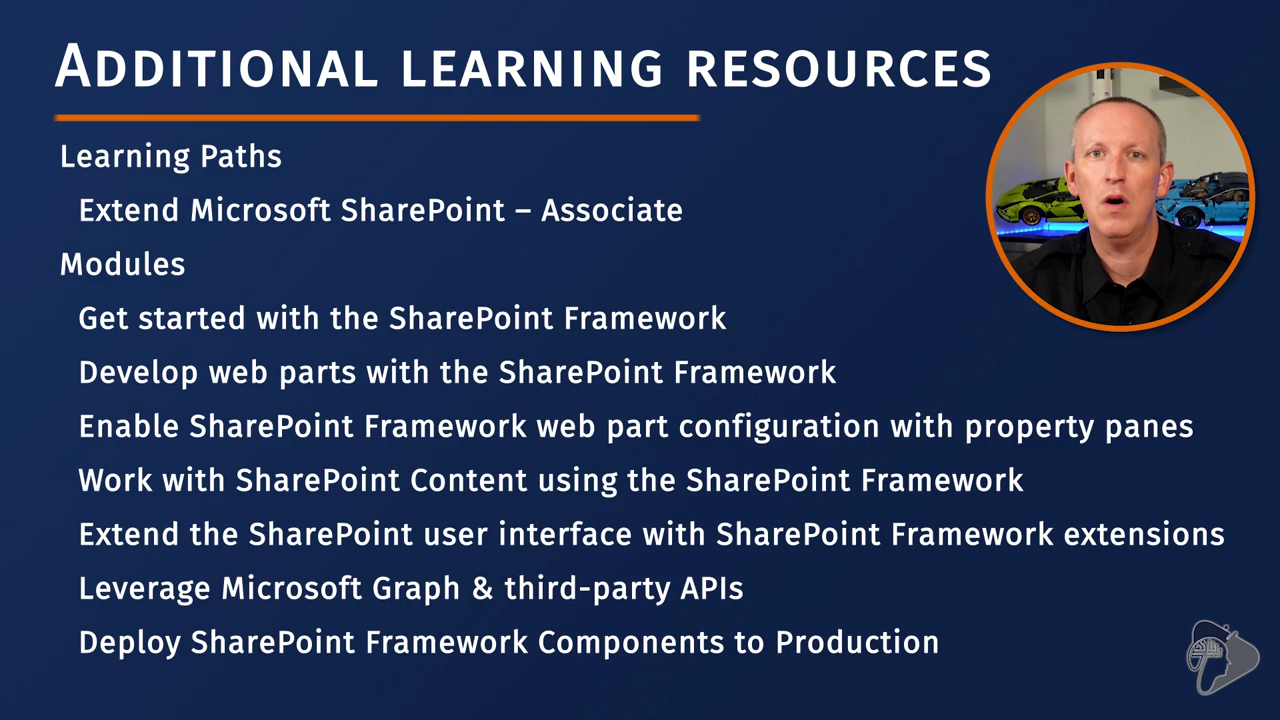 ADDITIONAL LEARNING RESOURCES
Learning Paths
Extend Microsoft SharePoint – Associate
Modules
Get started with the SharePoint Framework
Develop web parts with the SharePoint Framework
Enable SharePoint Framework web part configuration with property panes
Work with SharePoint Content using the SharePoint Framework
Extend the SharePoint user interface with SharePoint Framework extensions
Leverage Microsoft Graph & third-party APIs
Deploy SharePoint Framework Components to Production